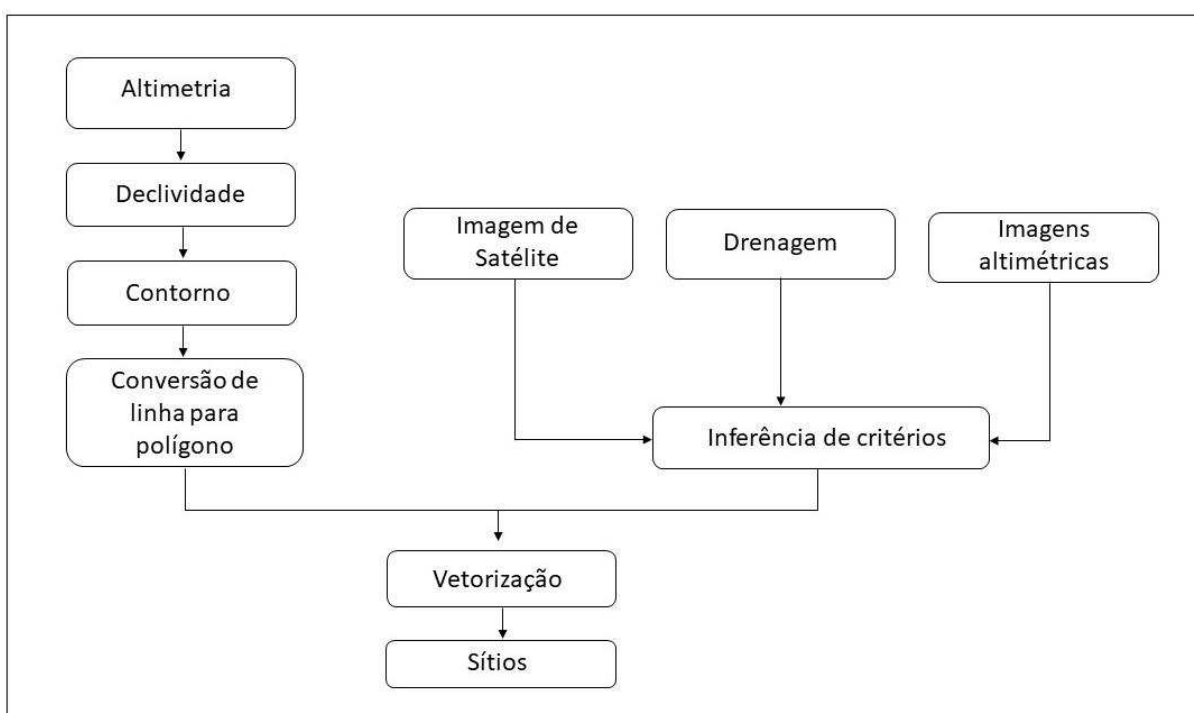 Altimetria
Declividade
Contorno
Conversão de
linha para
polígono
Imagem de
Satélite
Drenagem
Imagens
altimétricas
Inferência de critérios
Vetorização
Sítios